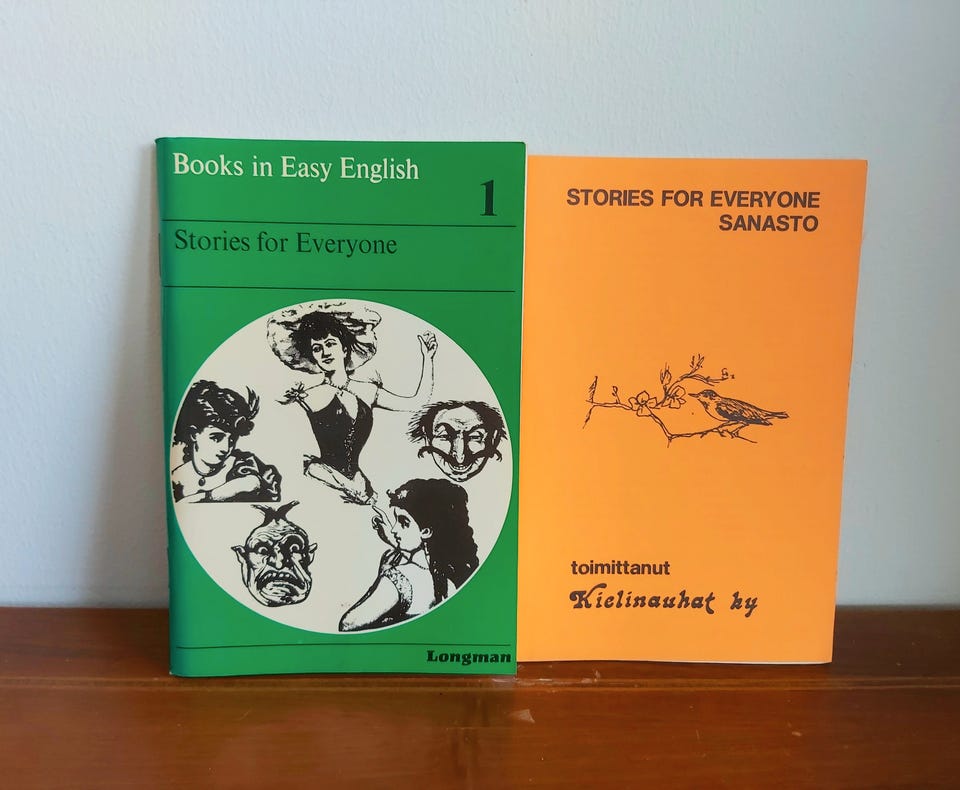 Books in Easy English
1
Stories for Everyone
Longman
STORIES FOR EVERYONE
SANASTO
toimittanut
Kielinauhat ky